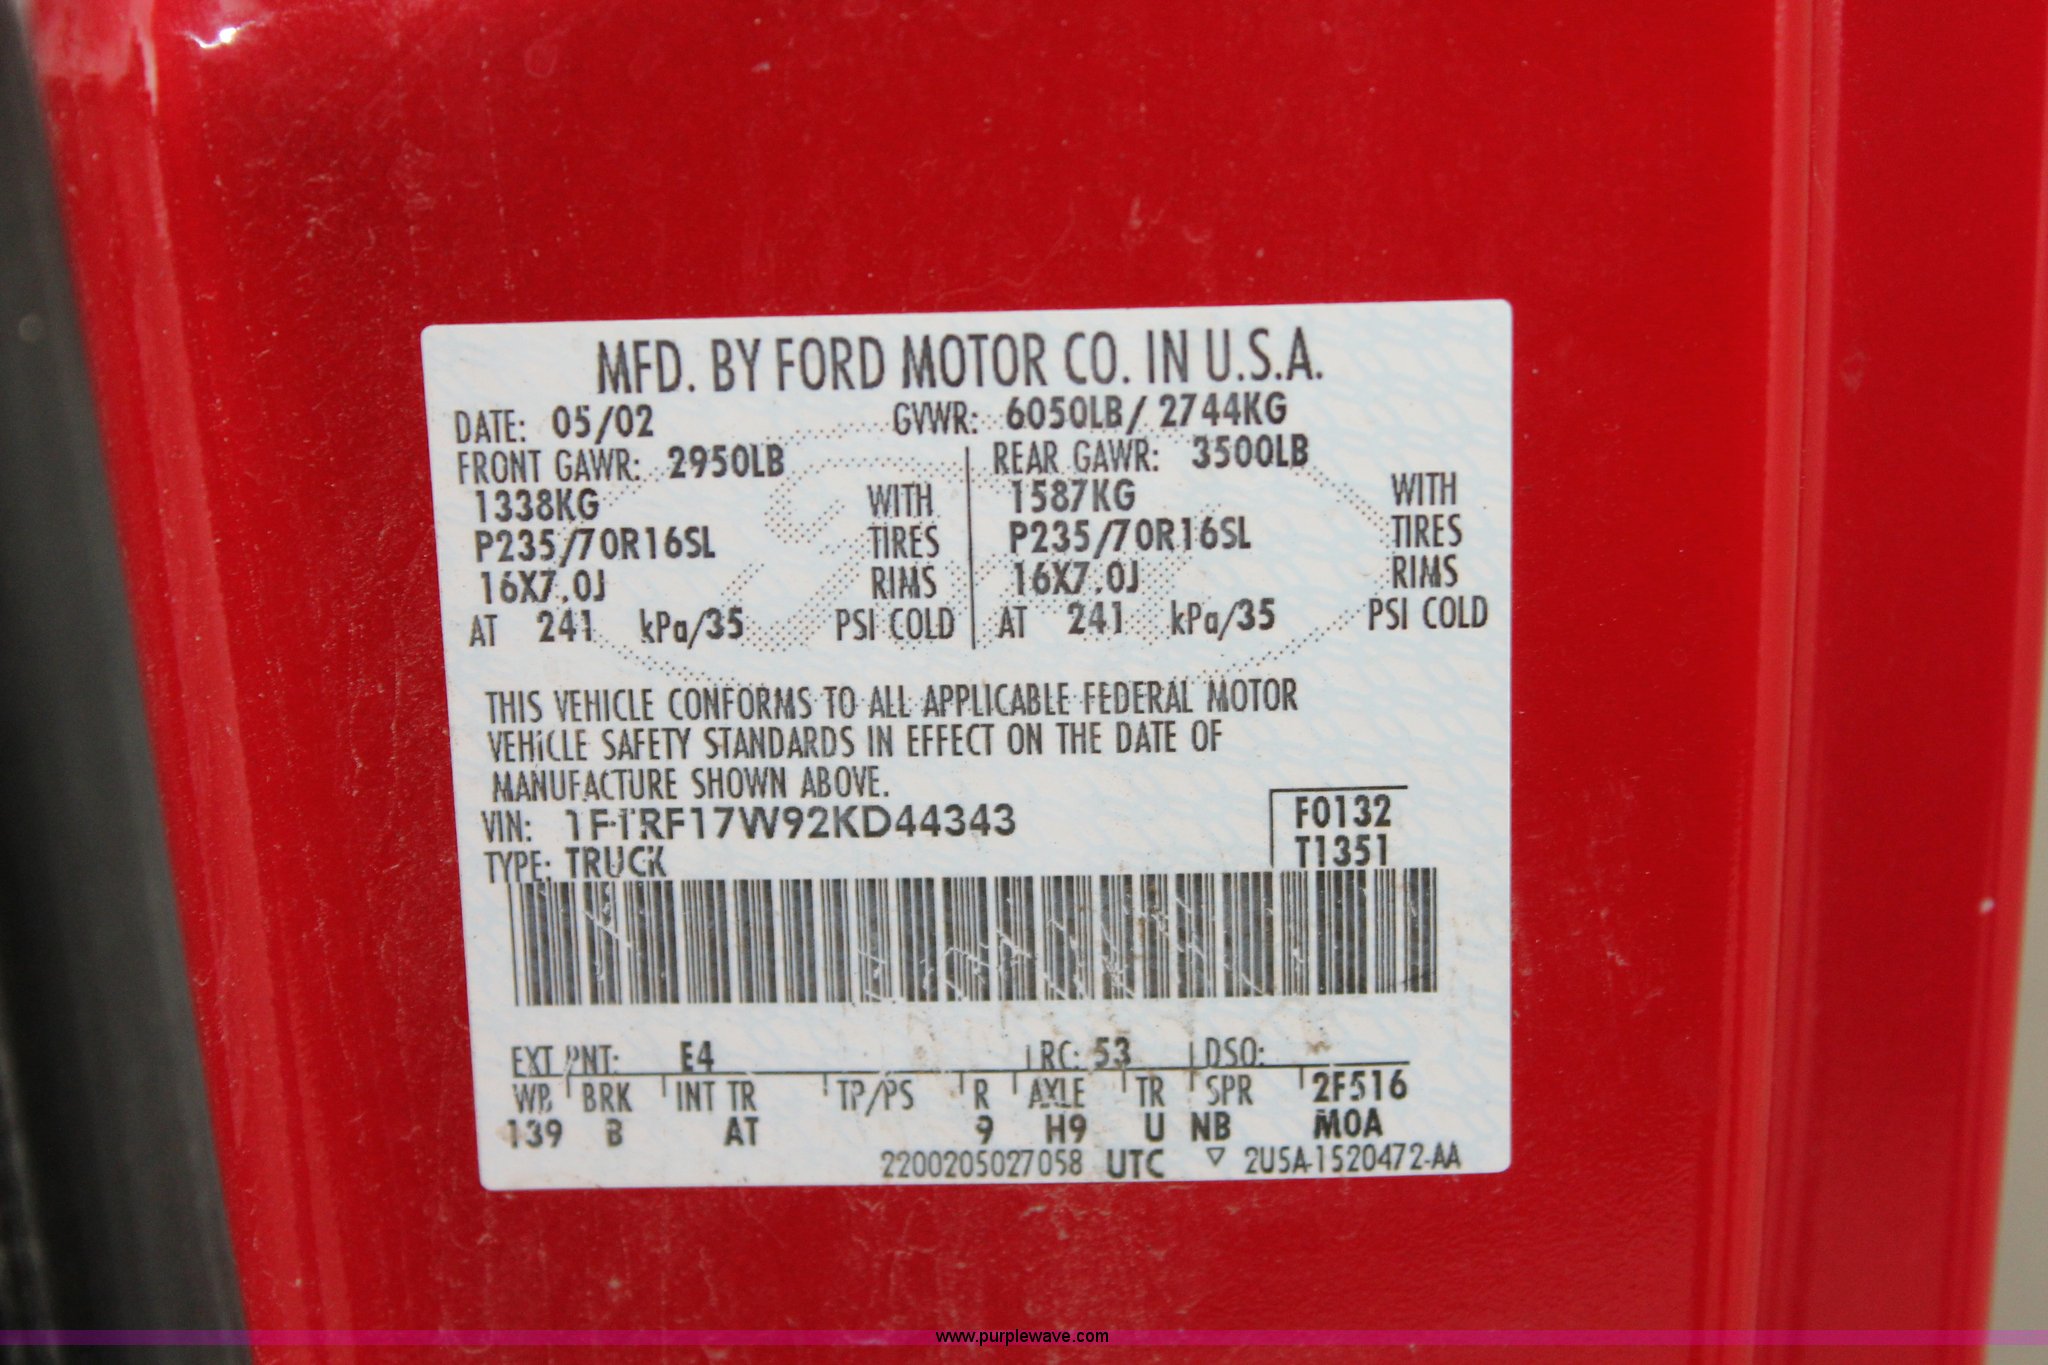 MFD. BY FORD MOTOR CO. IN U.S.A.
DATE: 05/02 GVWR: 6050LB/ 2744KG
FRONT GAWR: 2950LB REAR GAWR: 3500LB
1338KG WITH 1587KG WITH
P235/70R16SL TIRES P235/70R16SL TIRES
16X7.0J RIMS 16X7.0J RIMS
AT 241 kPa/35 PSI COLD AT 241 kPa/35 PSI COLD
THIS VEHICLE CONFORMS TO ALL APPLICABLE FEDERAL MOTOR
VEHICLE SAFETY STANDARDS IN EFFECT ON THE DATE OF
MANUFACTURE SHOWN ABOVE.
VIN: 1FTRF17W92KD44343 F0132
TYPE: TRUCK T1351
EXT PNT: E4 RC: 53 DSO:
WB BRK INT TR TP/PS R AXLE TR SPR 2F516
139 B AT 9 H9 U NB M0A
2200205027058 UTC ▽ 2U5A-1520472-AA
www.purplewave.com